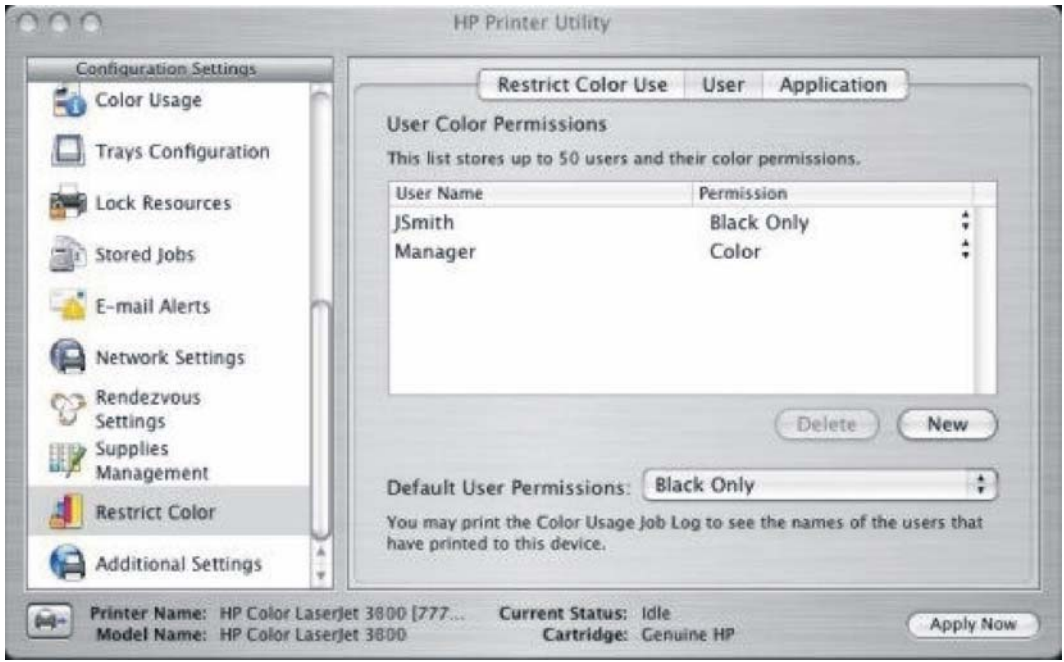 HP Printer Utility
Configuration Settings
Color Usage
Trays Configuration
Lock Resources
Stored Jobs
E-mail Alerts
Network Settings
Rendezvous
Settings
Supplies
Management
Restrict Color
Additional Settings
Restrict Color Use User Application
User Color Permissions
This list stores up to 50 users and their color permissions.
User Name Permission
JSmith Black Only
Manager Color
Delete New
Default User Permissions: Black Only
You may print the Color Usage Job Log to see the names of the users that
have printed to this device.
Printer Name: HP Color LaserJet 3800 [777... Current Status: Idle
Model Name: HP Color LaserJet 3800 Cartridge: Genuine HP
Apply Now